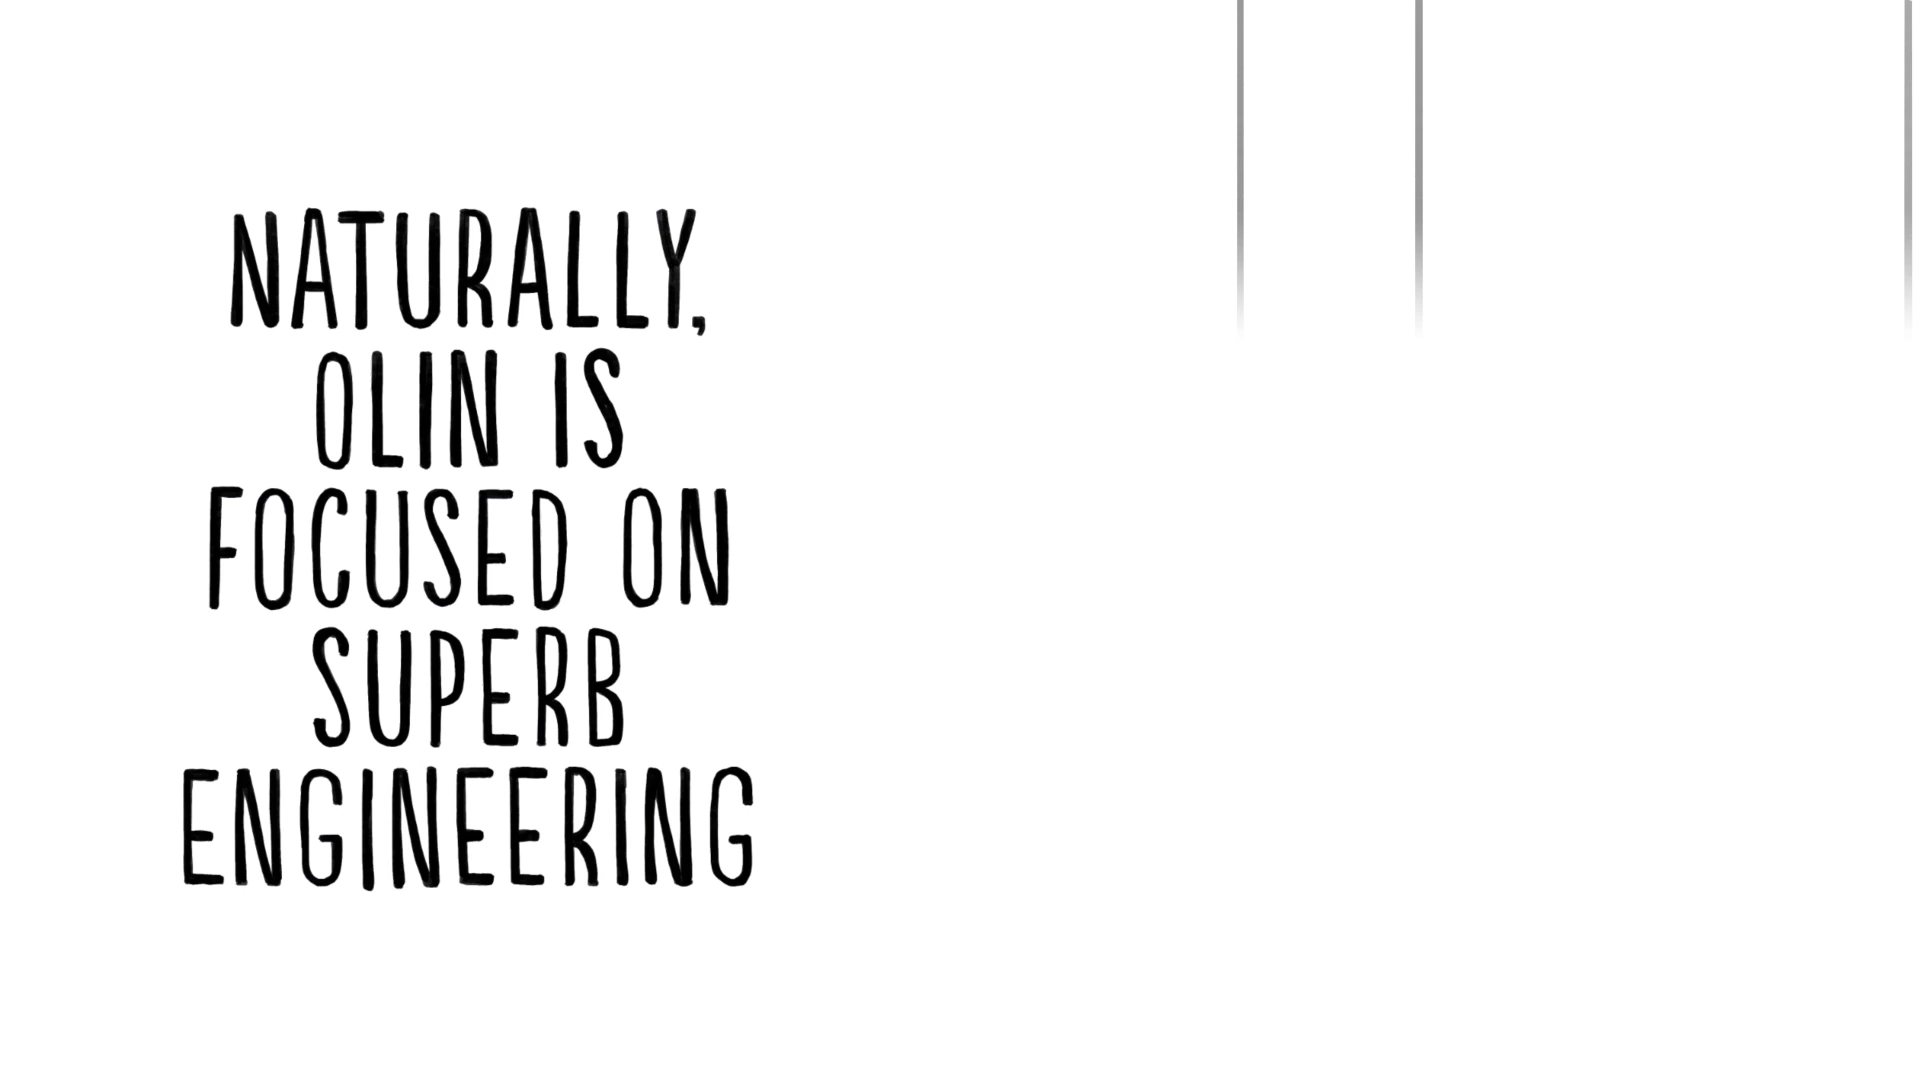 NATURALLY,
OLIN IS
FOCUSED ON
SUPERB
ENGINEERING